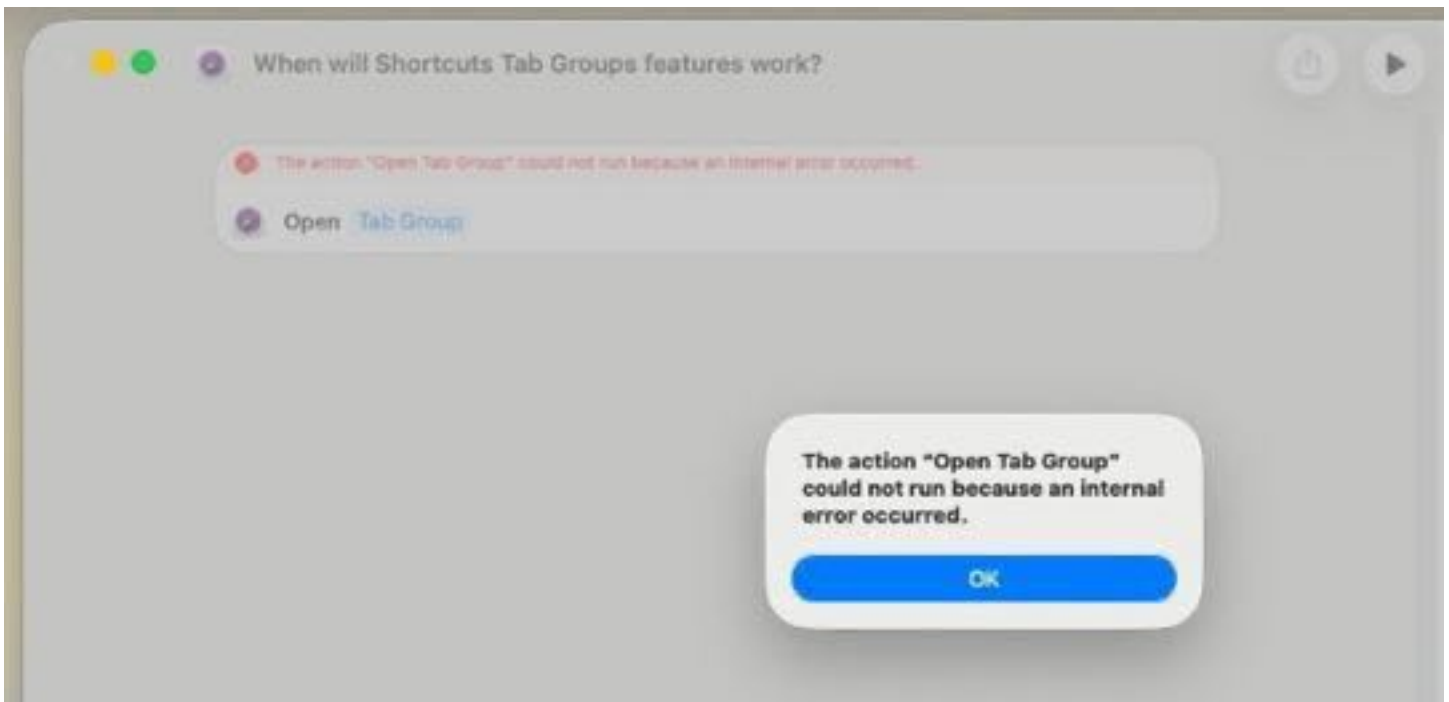 When will Shortcuts Tab Groups features work?
The action "Open Tab Group" could not run because an internal error occurred.
Open Tab Group
The action “Open Tab Group”
could not run because an internal
error occurred.
OK